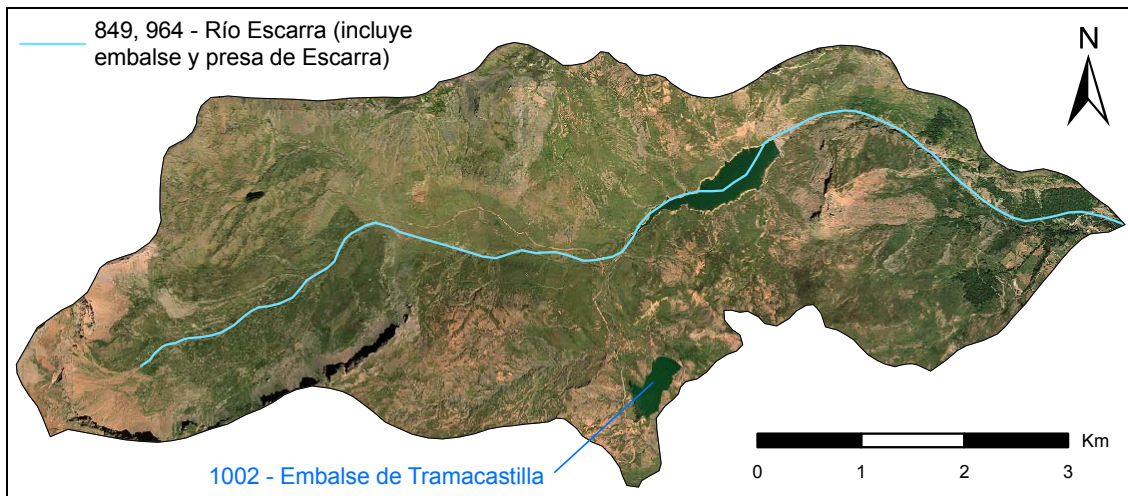 849, 964 - Río Escarra (incluye
embalse y presa de Escarra)
N
1002 - Embalse de Tramacastilla
Km
0 1 2 3